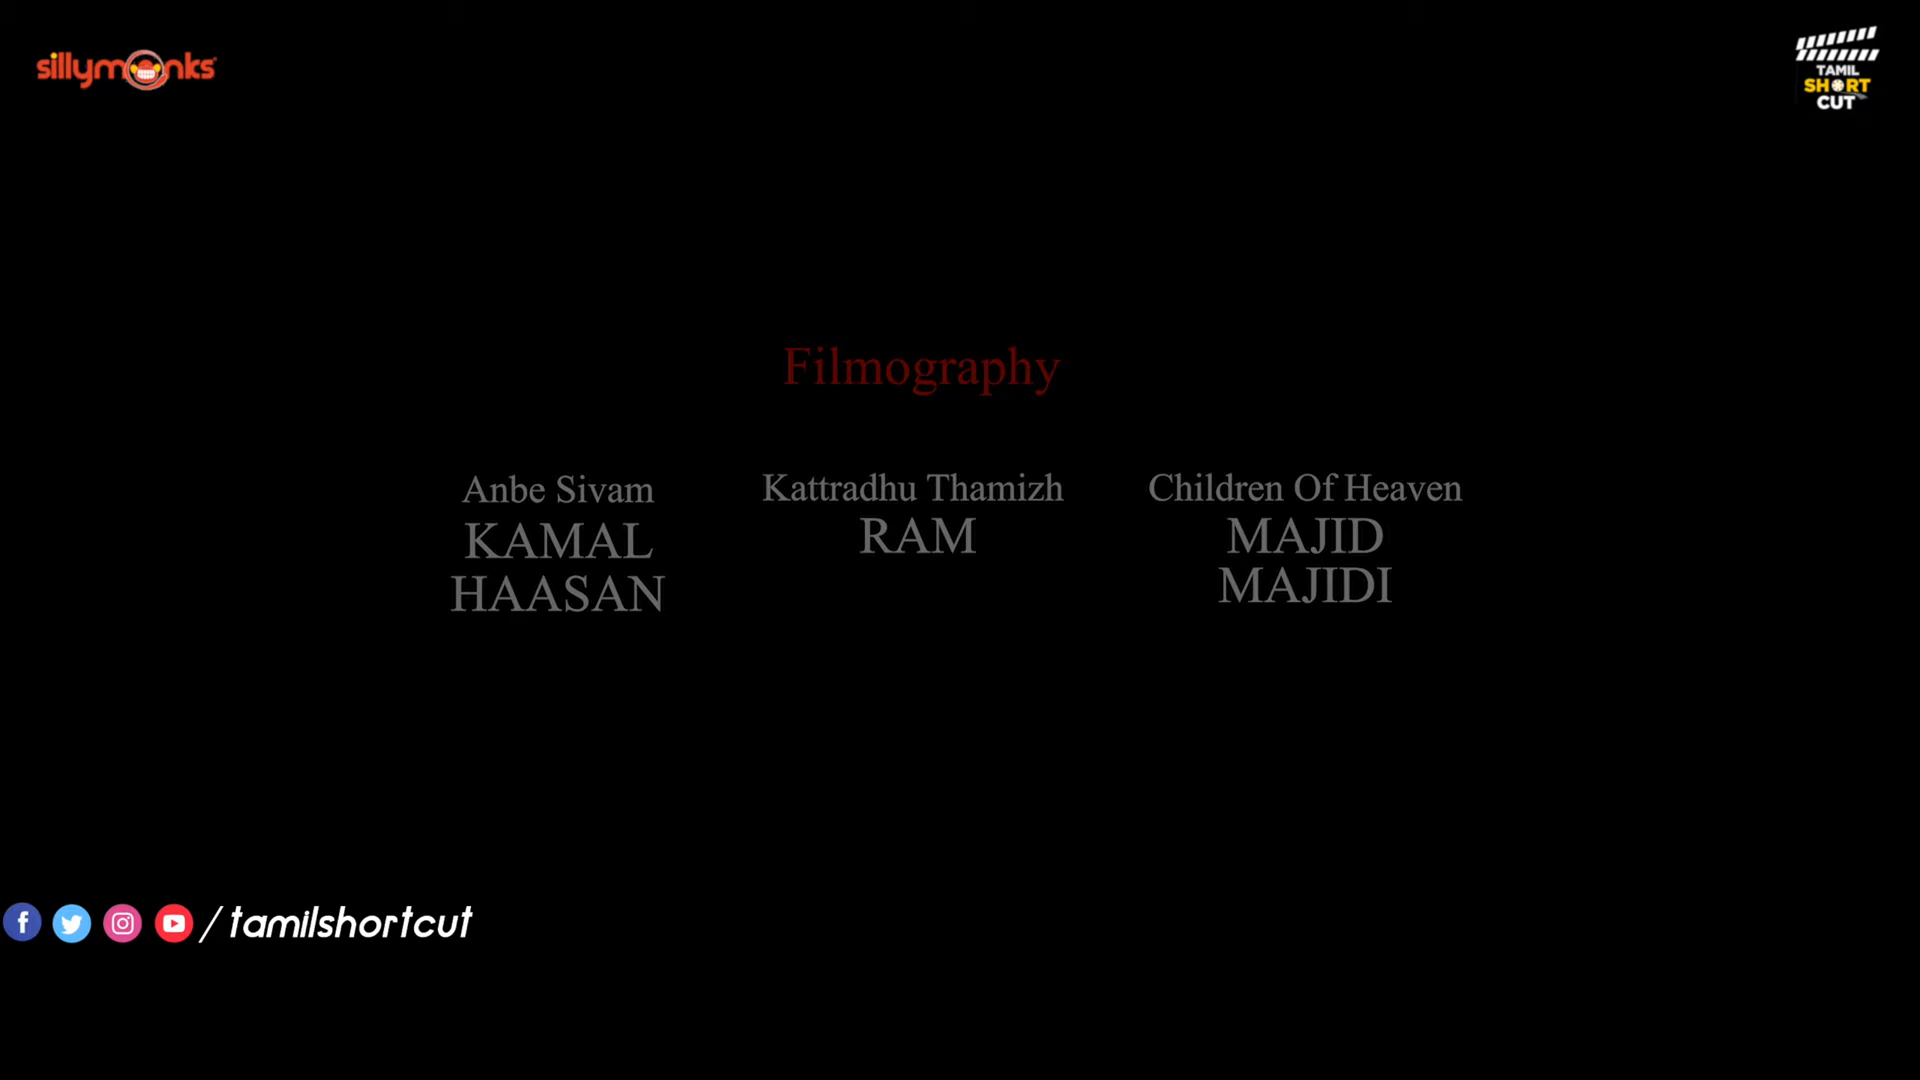 sillymonks
TAMIL
SHORT
CUT
Filmography
Anbe Sivam
KAMAL
HAASAN
Kattradhu Thamizh
RAM
Children Of Heaven
MAJID
MAJIDI
/tamilshortcut